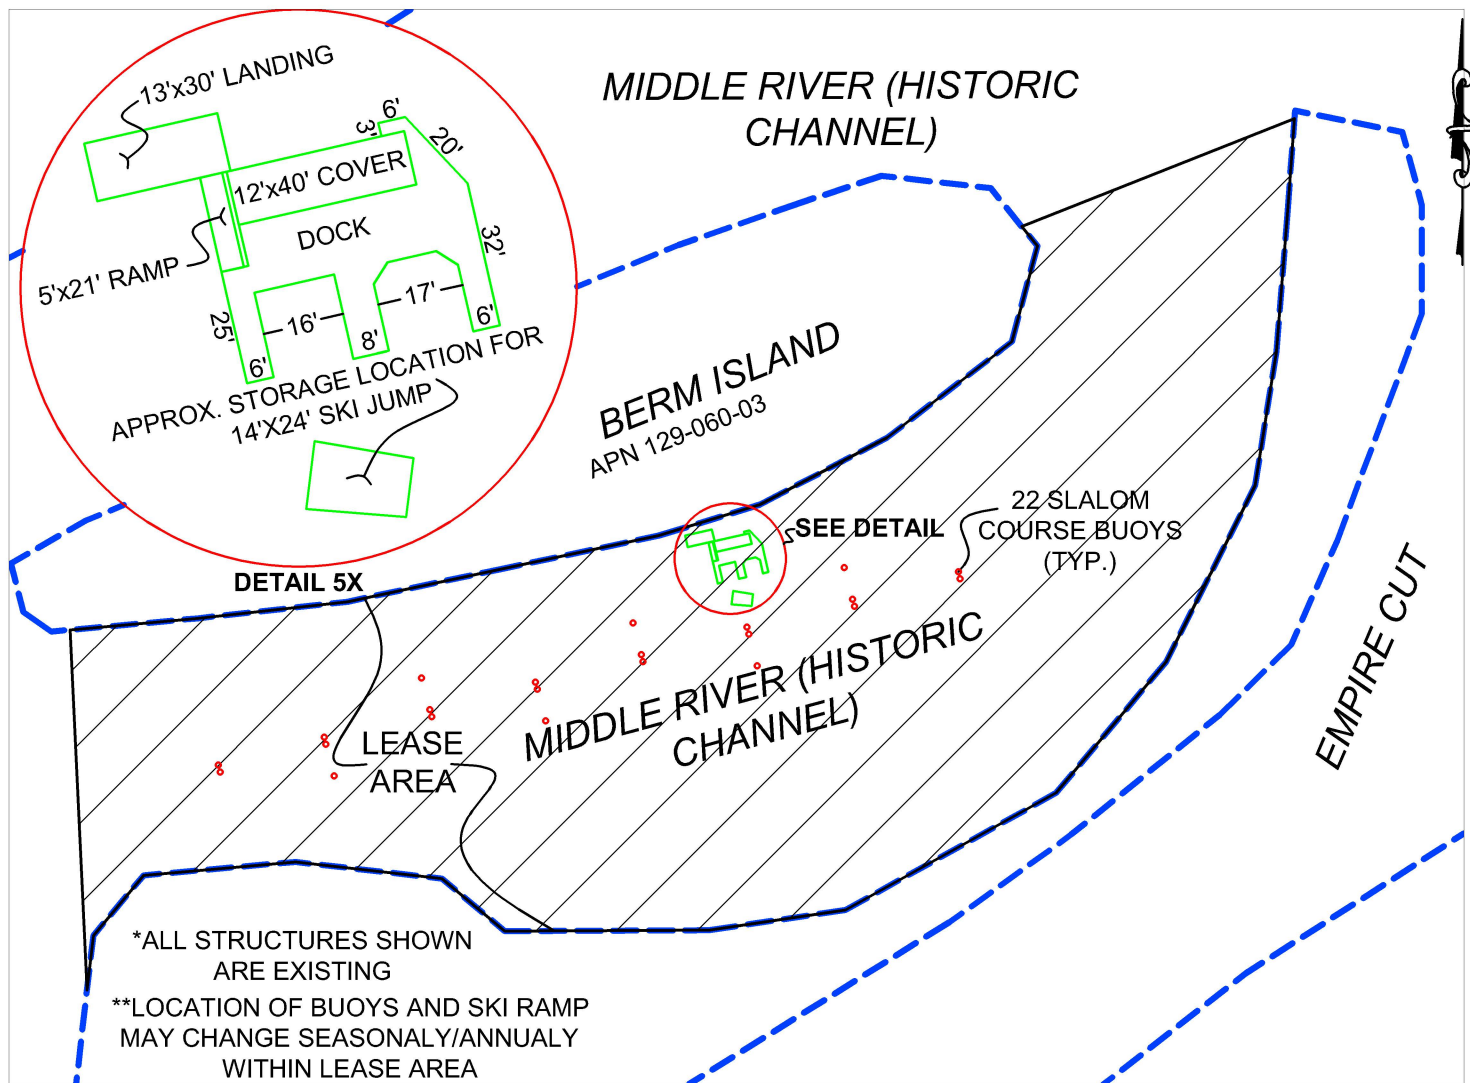 MIDDLE RIVER (HISTORIC
CHANNEL)
13'x30' LANDING
6'
3'
20'
12'x40' COVER
DOCK
32'
5'x21' RAMP
17'
16'
25'
8'
6'
6'
APPROX. STORAGE LOCATION FOR
14'X24' SKI JUMP
DETAIL 5X
BERM ISLAND
APN 129-060-03
SEE DETAIL
22 SLALOM
COURSE BUOYS
(TYP.)
MIDDLE RIVER (HISTORIC
CHANNEL)
LEASE
AREA
EMPIRE CUT
*ALL STRUCTURES SHOWN
ARE EXISTING
**LOCATION OF BUOYS AND SKI RAMP
MAY CHANGE SEASONALY/ANNUALY
WITHIN LEASE AREA